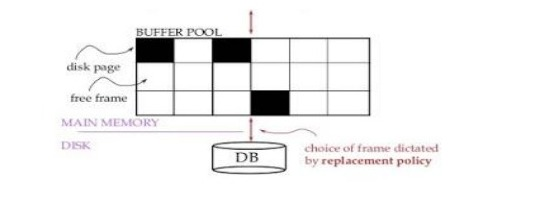 BUFFER POOL
disk page
free frame
MAIN MEMORY
DISK
DB
choice of frame dictated
by replacement policy